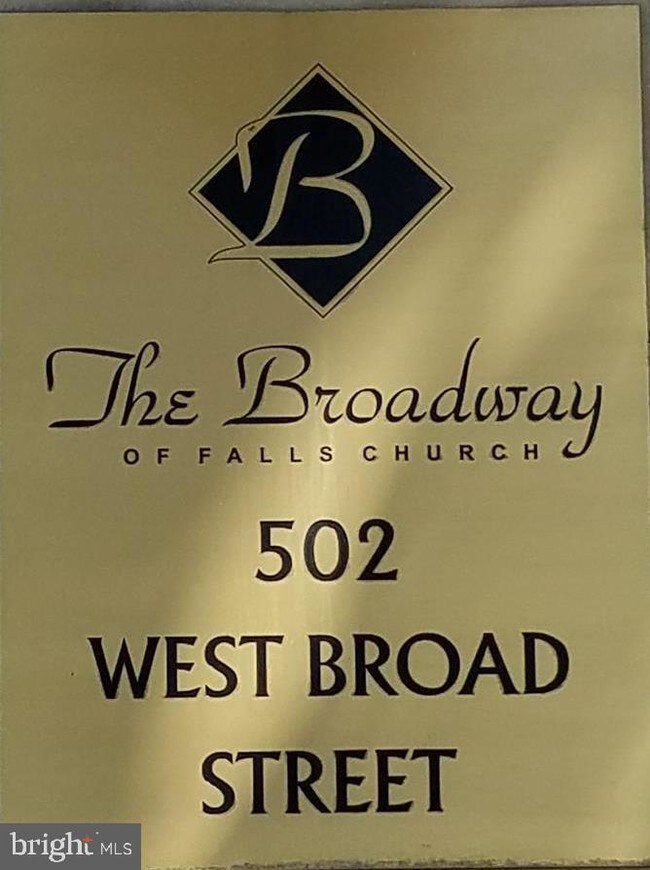 B
The Broadway
OF FALLS CHURCH
502
WEST BROAD
STREET
bright MLS